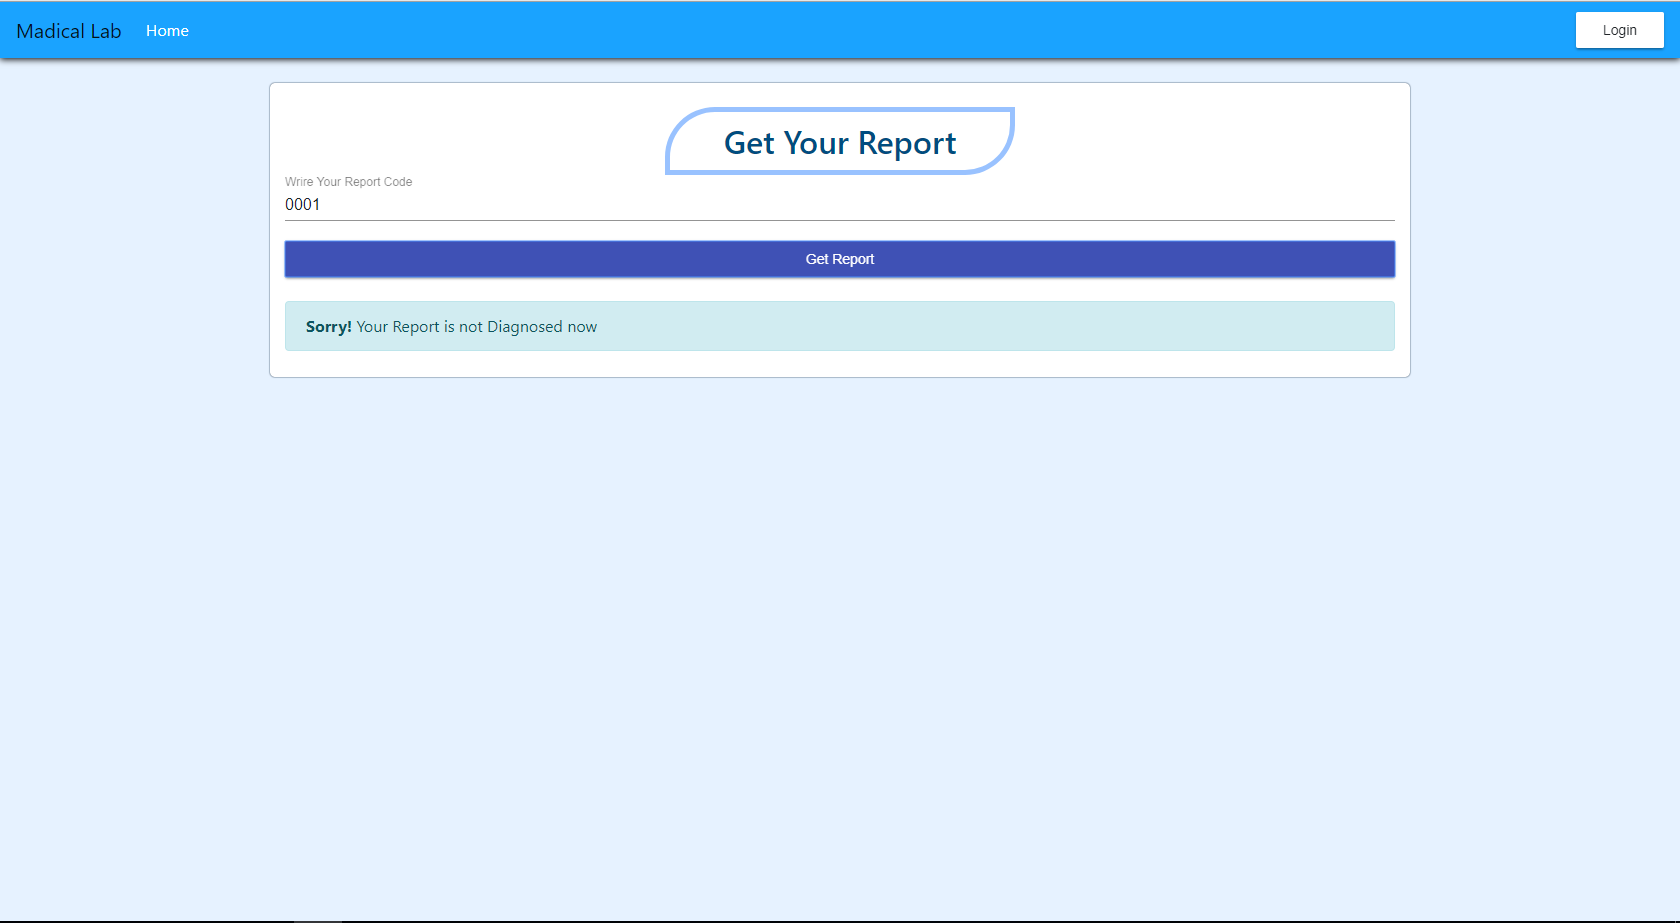 Madical Lab Home Login
Get Your Report
Wrire Your Report Code
0001
Get Report
Sorry! Your Report is not Diagnosed now